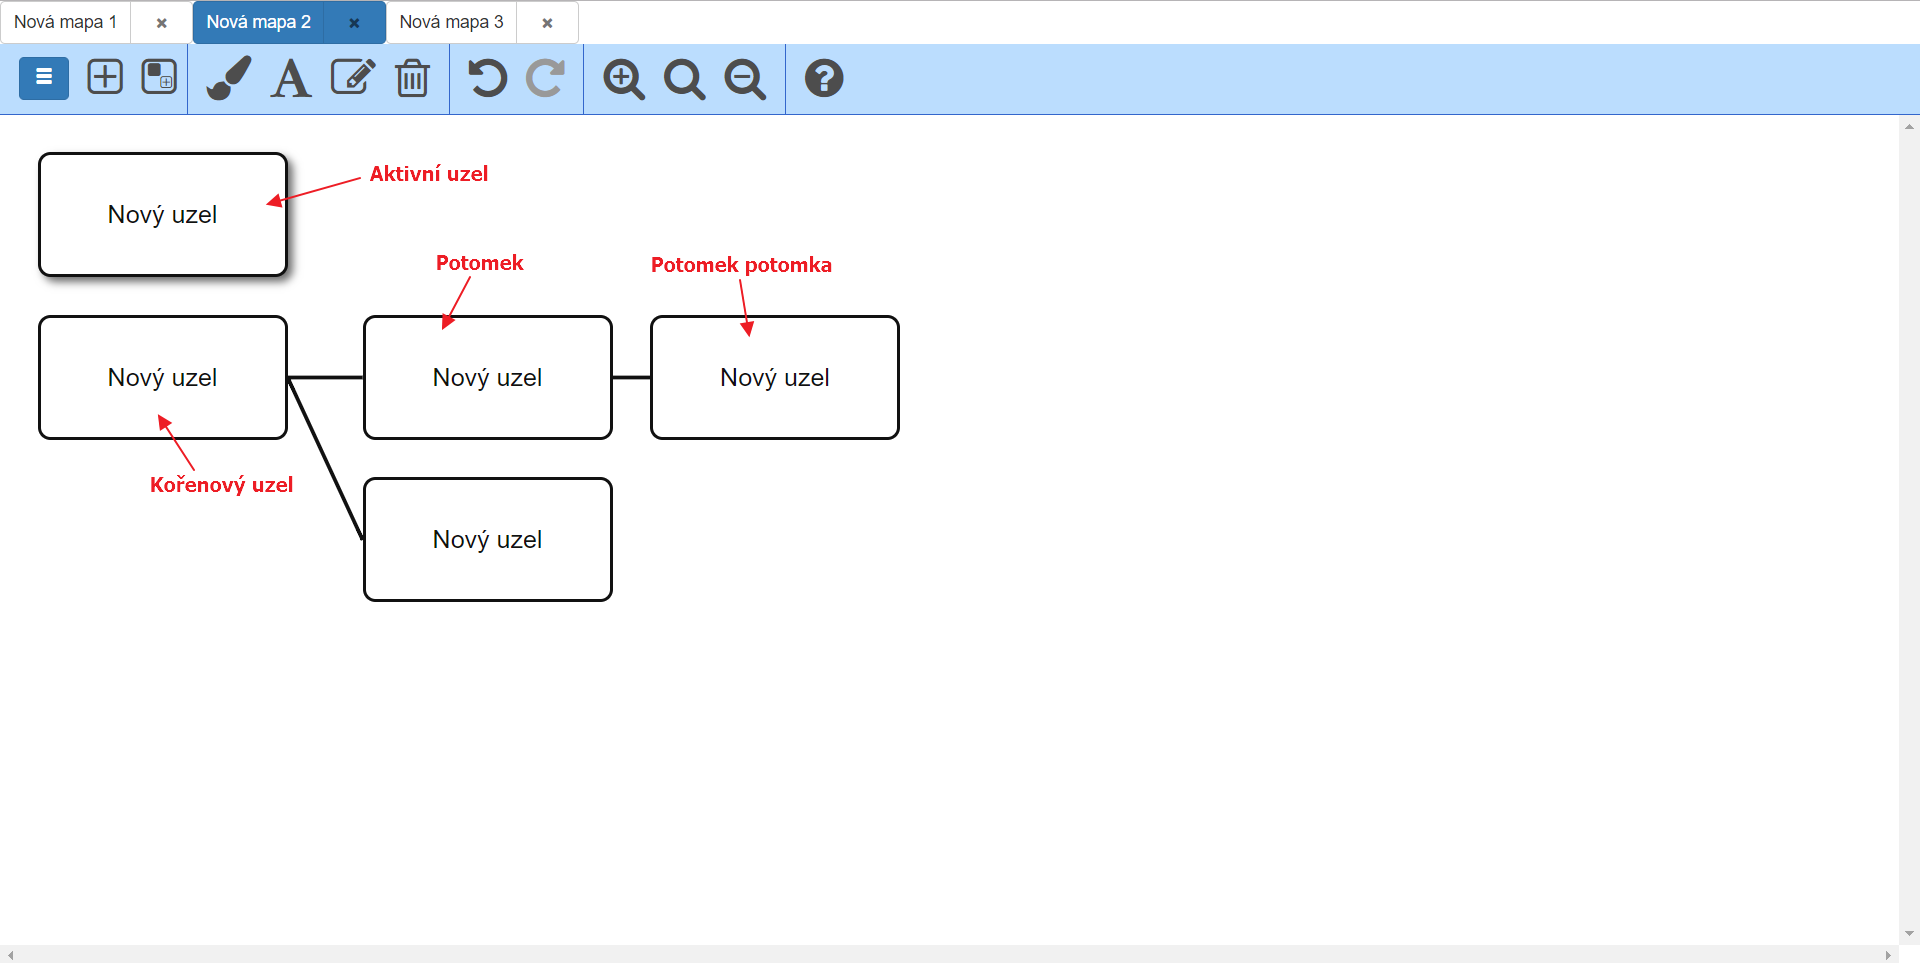 Nová mapa 1
Nová mapa 2
Nová mapa 3
Aktivní uzel
Nový uzel
Potomek
Potomek potomka
Nový uzel
Nový uzel
Nový uzel
Kořenový uzel
Nový uzel